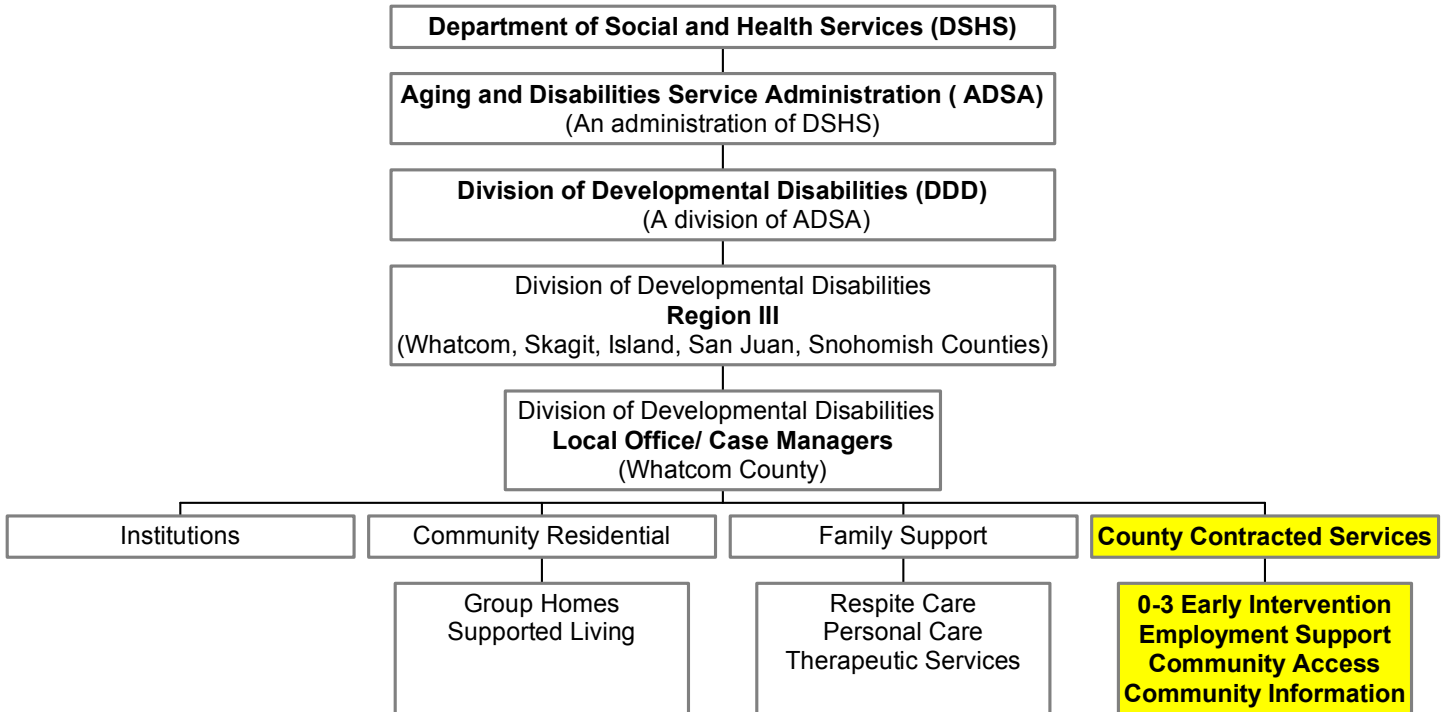 Department of Social and Health Services (DSHS)
Aging and Disabilities Service Administration ( ADSA)
(An administration of DSHS)
Division of Developmental Disabilities (DDD)
(A division of ADSA)
Division of Developmental Disabilities
Region III
(Whatcom, Skagit, Island, San Juan, Snohomish Counties)
Division of Developmental Disabilities
Local Office/ Case Managers
(Whatcom County)
Institutions
Community Residential
Family Support
County Contracted Services
Group Homes
Supported Living
Respite Care
Personal Care
Therapeutic Services
0-3 Early Intervention
Employment Support
Community Access
Community Information